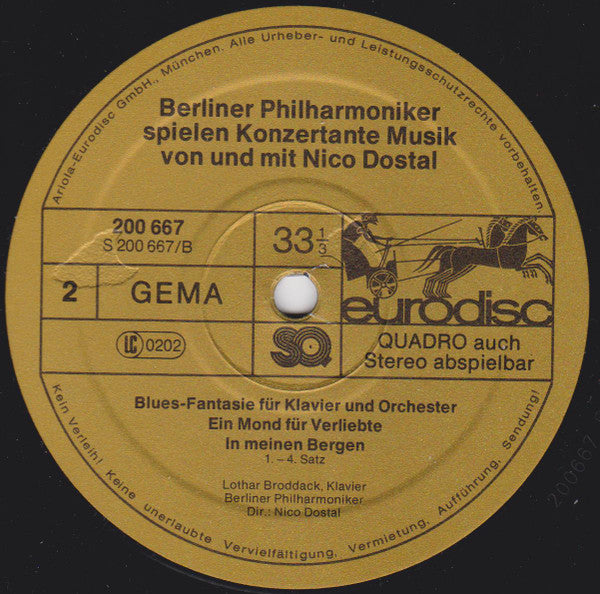 Ariola-Eurodisc GmbH., München. Alle Urheber- und Leistungsschutzrechte vorbehalten.
Berliner Philharmoniker
spielen Konzertante Musik
von und mit Nico Dostal
200 667
S 200 667/B
33 1/3
2
GEMA
eurodisc
LC 0202
SQ
QUADRO auch
Stereo abspielbar
Blues-Fantasie für Klavier und Orchester
Ein Mond für Verliebte
In meinen Bergen
1. – 4. Satz
Lothar Broddack, Klavier
Berliner Philharmoniker
Dir.: Nico Dostal
Kein Verleih! Keine unerlaubte Vervielfältigung, Vermietung, Aufführung, Sendung!
200667